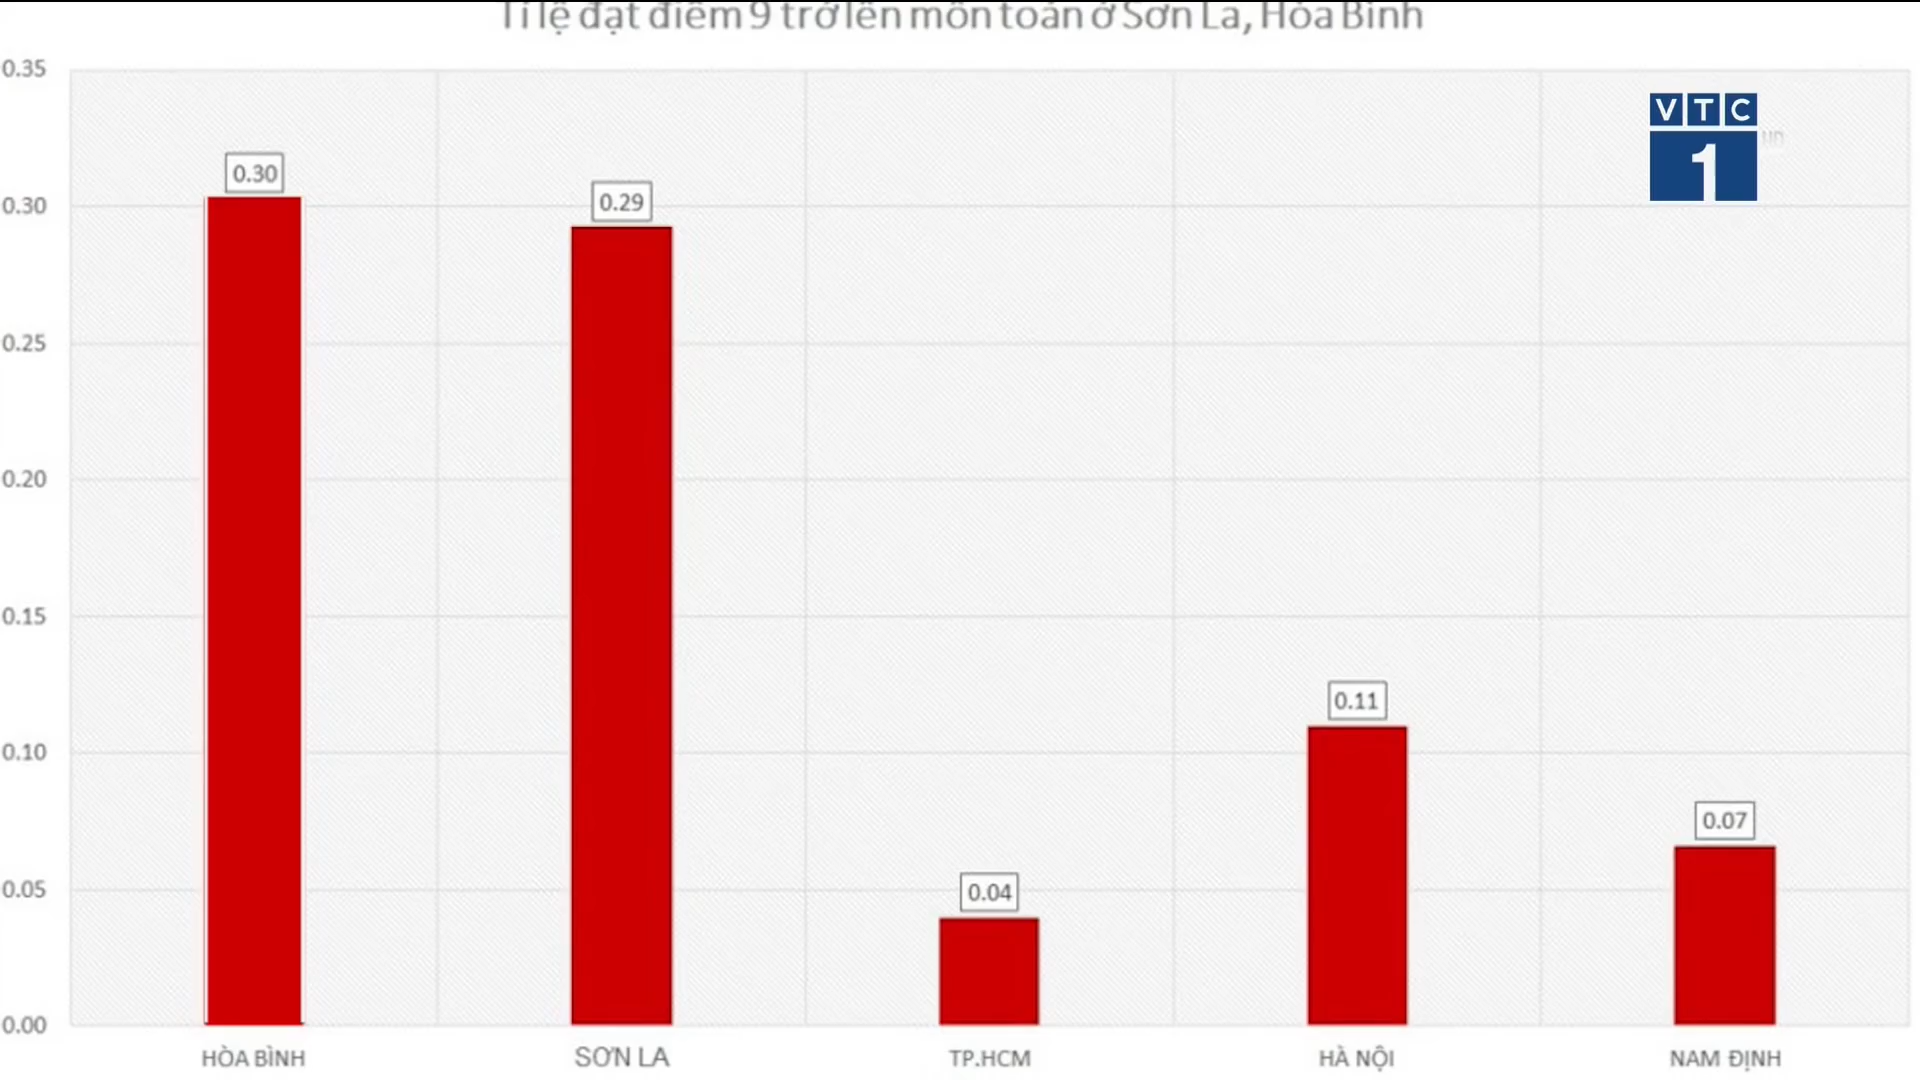 Tỉ lệ đạt điểm 9 trở lên môn toán ở Sơn La, Hòa Bình
0.35
VTC
1
HD
0.30
0.29
0.30
0.25
0.20
0.15
0.11
0.10
0.07
0.05
0.04
0.00
HÒA BÌNH
SƠN LA
TP.HCM
HÀ NỘI
NAM ĐỊNH